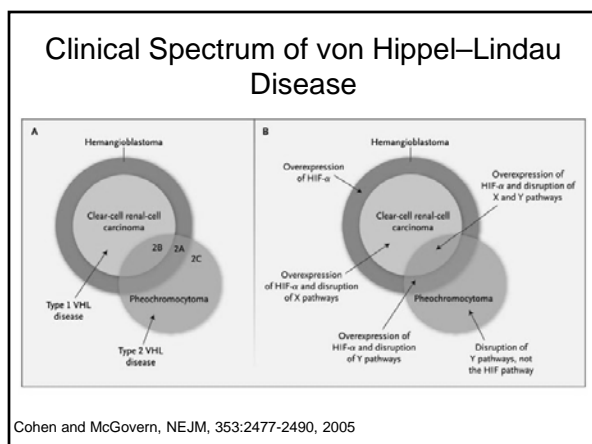 Clinical Spectrum of von Hippel–Lindau
Disease
A
Hemangioblastoma
Clear-cell renal-cell
carcinoma
2B
2A
2C
Pheochromocytoma
Type 1 VHL
disease
Type 2 VHL
disease
B
Hemangioblastoma
Overexpression
of HIF-α
Overexpression of
HIF-α and disruption of
X and Y pathways
Clear-cell renal-cell
carcinoma
Overexpression
of HIF-α and disruption
of X pathways
Pheochromocytoma
Overexpression of
HIF-α and disruption
of Y pathways
Disruption of
Y pathways, not
the HIF pathway
Cohen and McGovern, NEJM, 353:2477-2490, 2005